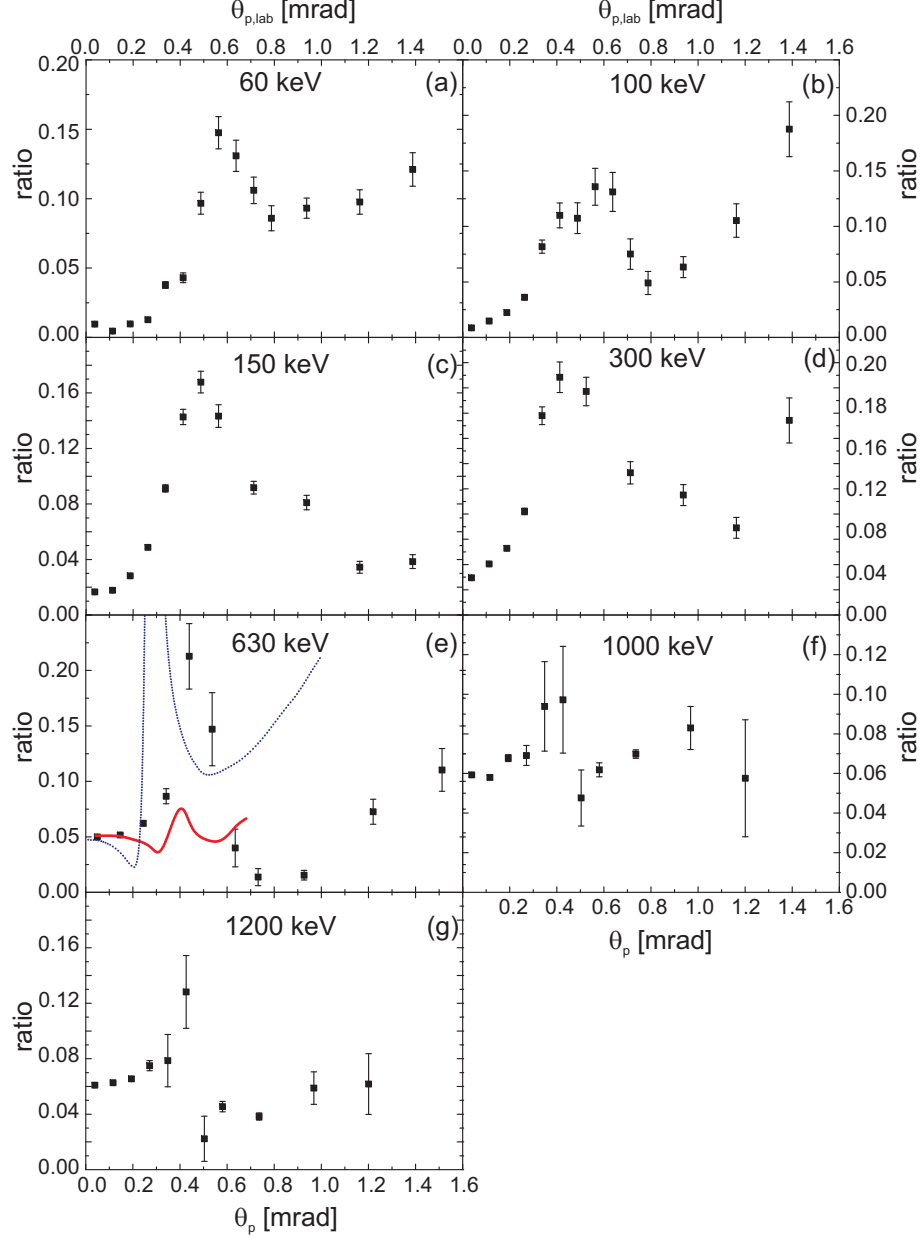 θp,lab [mrad] θp,lab [mrad]
0.0 0.2 0.4 0.6 0.8 1.0 1.2 1.4 0.0 0.2 0.4 0.6 0.8 1.0 1.2 1.4 1.6
0.20 60 keV (a) 100 keV (b)
0.20
0.15
0.15
ratio 0.10 0.10 ratio
0.05 0.05
0.00 0.00
150 keV (c) 300 keV (d) 0.20
0.16
0.18
0.16
0.12
ratio 0.12 ratio
0.08
0.08
0.04 0.04
0.00 0.00
630 keV (e) 1000 keV (f)
0.20 0.12
0.15 0.10
0.08
ratio 0.10 0.06 ratio
0.05 0.04
0.02
0.00 0.00
0.2 0.4 0.6 0.8 1.0 1.2 1.4 1.6
θp [mrad]
1200 keV (g)
0.16
0.12
ratio 0.08
0.04
0.00
0.0 0.2 0.4 0.6 0.8 1.0 1.2 1.4 1.6
θp [mrad]